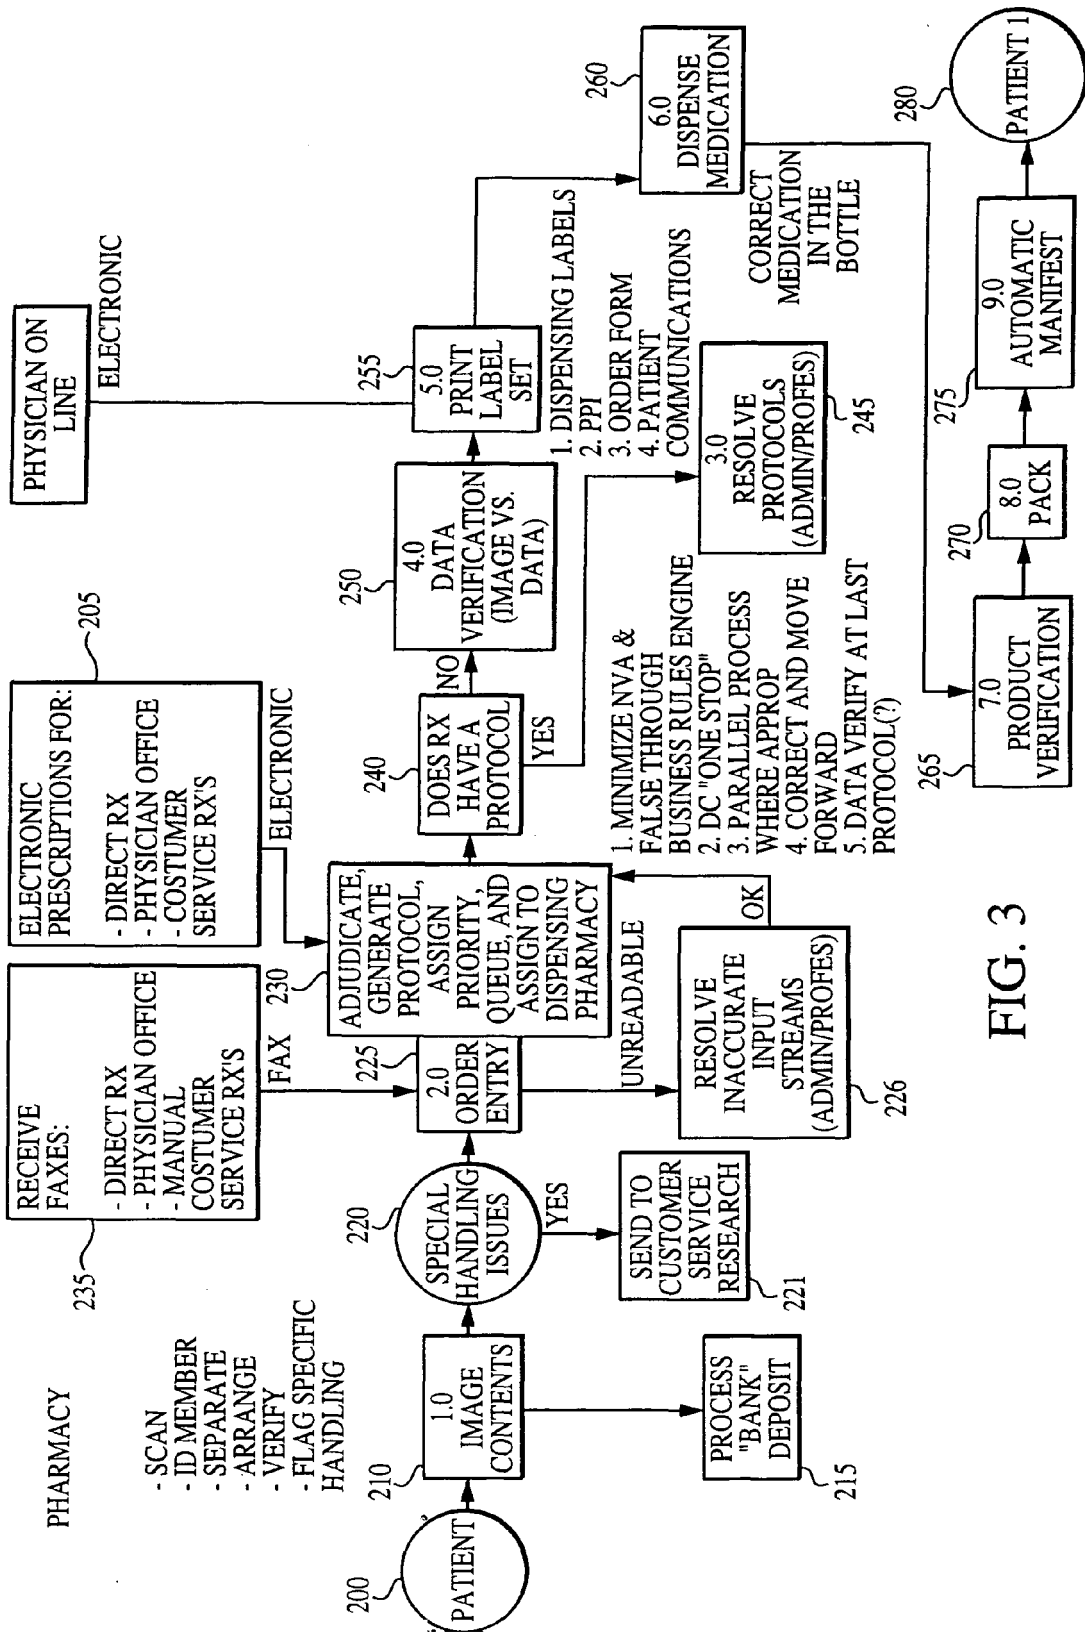 PHARMACY
- SCAN
- ID MEMBER
- SEPARATE
- ARRANGE
- VERIFY
- FLAG SPECIFIC
HANDLING
235
RECEIVE
FAXES:
- DIRECT RX
- PHYSICIAN OFFICE
- MANUAL
COSTUMER
SERVICE RX'S
FAX
205
ELECTRONIC
PRESCRIPTIONS FOR:
- DIRECT RX
- PHYSICIAN OFFICE
- COSTUMER
SERVICE RX'S
ELECTRONIC
PHYSICIAN ON
LINE
ELECTRONIC
200
PATIENT
210
1.0
IMAGE
CONTENTS
PROCESS
"BANK"
DEPOSIT
215
220
SPECIAL
HANDLING
ISSUES
YES
SEND TO
CUSTOMER
SERVICE
RESEARCH
221
225
2.0
ORDER
ENTRY
UNREADABLE
RESOLVE
INACCURATE
INPUT
STREAMS
(ADMIN/PROFES)
226
OK
230
ADJUDICATE,
GENERATE
PROTOCOL,
ASSIGN
PRIORITY,
QUEUE, AND
ASSIGN TO
DISPENSING
PHARMACY
240
DOES RX
HAVE A
PROTOCOL
NO
YES
1. MINIMIZE NVA &
FALSE THROUGH
BUSINESS RULES ENGINE
2. DC "ONE STOP"
3. PARALLEL PROCESS
WHERE APPROP
4. CORRECT AND MOVE
FORWARD
5. DATA VERIFY AT LAST
PROTOCOL(?)
250
4.0
DATA
VERIFICATION
(IMAGE VS.
DATA)
255
5.0
PRINT
LABEL
SET
1. DISPENSING LABELS
2. PPI
3. ORDER FORM
4. PATIENT
COMMUNICATIONS
3.0
RESOLVE
PROTOCOLS
(ADMIN/PROFES)
245
260
6.0
DISPENSE
MEDICATION
CORRECT
MEDICATION
IN THE
BOTTLE
265
7.0
PRODUCT
VERIFICATION
270
8.0
PACK
275
9.0
AUTOMATIC
MANIFEST
280
PATIENT 1
FIG. 3